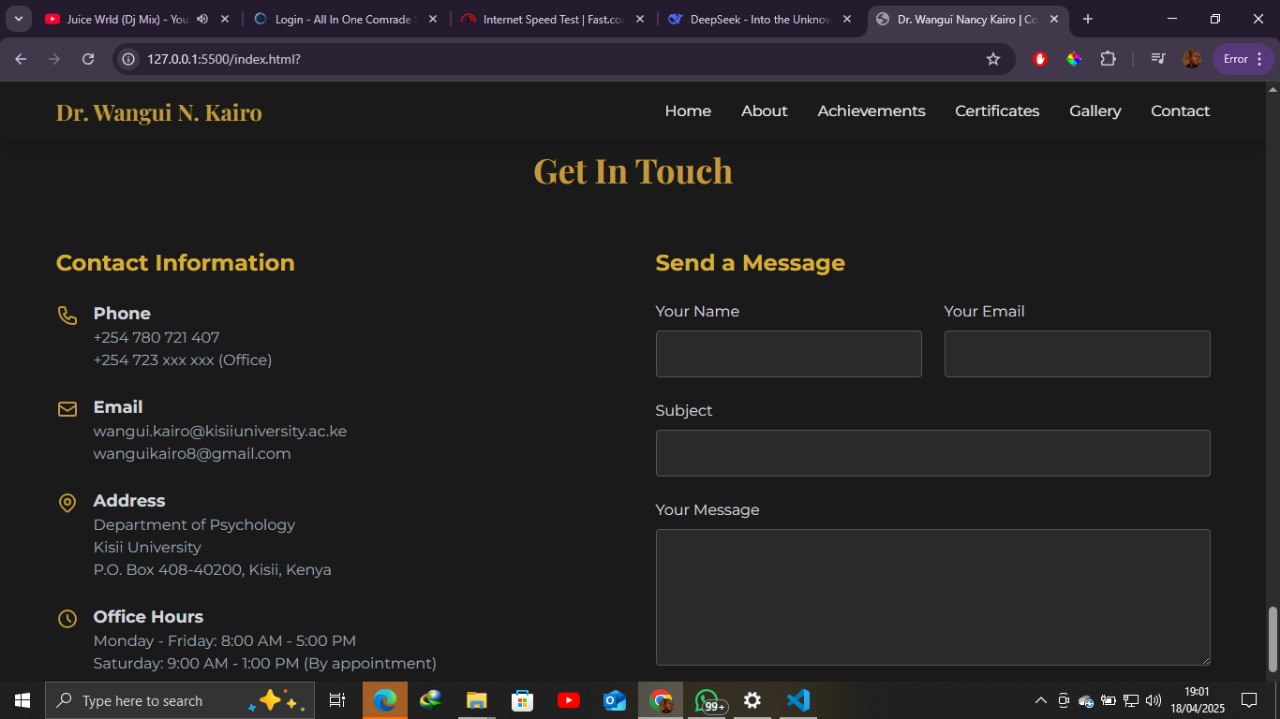 Juice Wrld (Dj Mix) - You
Login - All In One Comrade
Internet Speed Test | Fast.co
DeepSeek - Into the Unknow
Dr. Wangui Nancy Kairo | Co
127.0.0.1:5500/index.html?
Error
Dr. Wangui N. Kairo
Home About Achievements Certificates Gallery Contact
Get In Touch
Contact Information
Phone
+254 780 721 407
+254 723 xxx xxx (Office)
Email
wangui.kairo@kisiiuniversity.ac.ke
wanguikairo8@gmail.com
Address
Department of Psychology
Kisii University
P.O. Box 408-40200, Kisii, Kenya
Office Hours
Monday - Friday: 8:00 AM - 5:00 PM
Saturday: 9:00 AM - 1:00 PM (By appointment)
Send a Message
Your Name
Your Email
Subject
Your Message
Type here to search
99+
19:01
18/04/2025